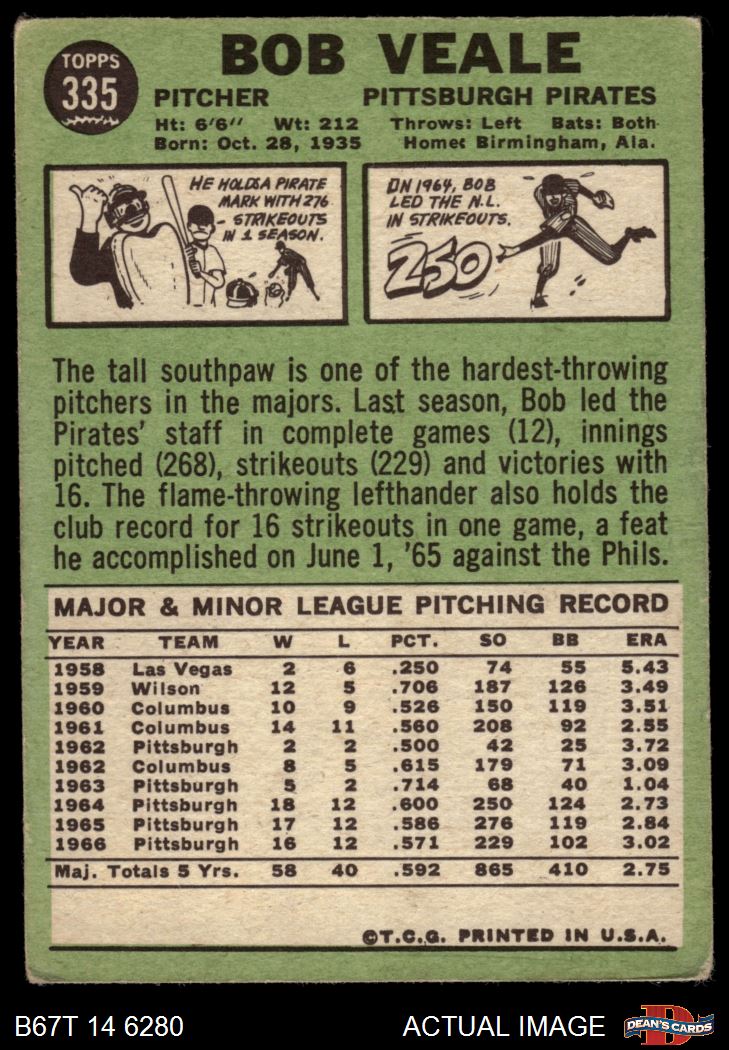 TOPPS
335
BOB VEALE
PITCHER PITTSBURGH PIRATES
Ht: 6'6" Wt: 212 Throws: Left Bats: Both
Born: Oct. 28, 1935 Home: Birmingham, Ala.
HE HOLDS A PIRATE
MARK WITH 276
STRIKEOUTS
IN 1 SEASON.
IN 1964, BOB
LED THE N.L.
IN STRIKEOUTS.
250
The tall southpaw is one of the hardest-throwing
pitchers in the majors. Last season, Bob led the
Pirates' staff in complete games (12), innings
pitched (268), strikeouts (229) and victories with
16. The flame-throwing lefthander also holds the
club record for 16 strikeouts in one game, a feat
he accomplished on June 1, '65 against the Phils.
MAJOR & MINOR LEAGUE PITCHING RECORD
YEAR TEAM W L PCT. SO BB ERA
1958 Las Vegas 2 6 .250 74 55 5.43
1959 Wilson 12 5 .706 187 126 3.49
1960 Columbus 10 9 .526 150 119 3.51
1961 Columbus 14 11 .560 208 92 2.55
1962 Pittsburgh 2 2 .500 42 25 3.72
1962 Columbus 8 5 .615 179 71 3.09
1963 Pittsburgh 5 2 .714 68 40 1.04
1964 Pittsburgh 18 12 .600 250 124 2.73
1965 Pittsburgh 17 12 .586 276 119 2.84
1966 Pittsburgh 16 12 .571 229 102 3.02
Maj. Totals 5 Yrs. 58 40 .592 865 410 2.75
©T.C.G. PRINTED IN U.S.A.
B67T 14 6280 ACTUAL IMAGE
D
DEAN'S CARDS